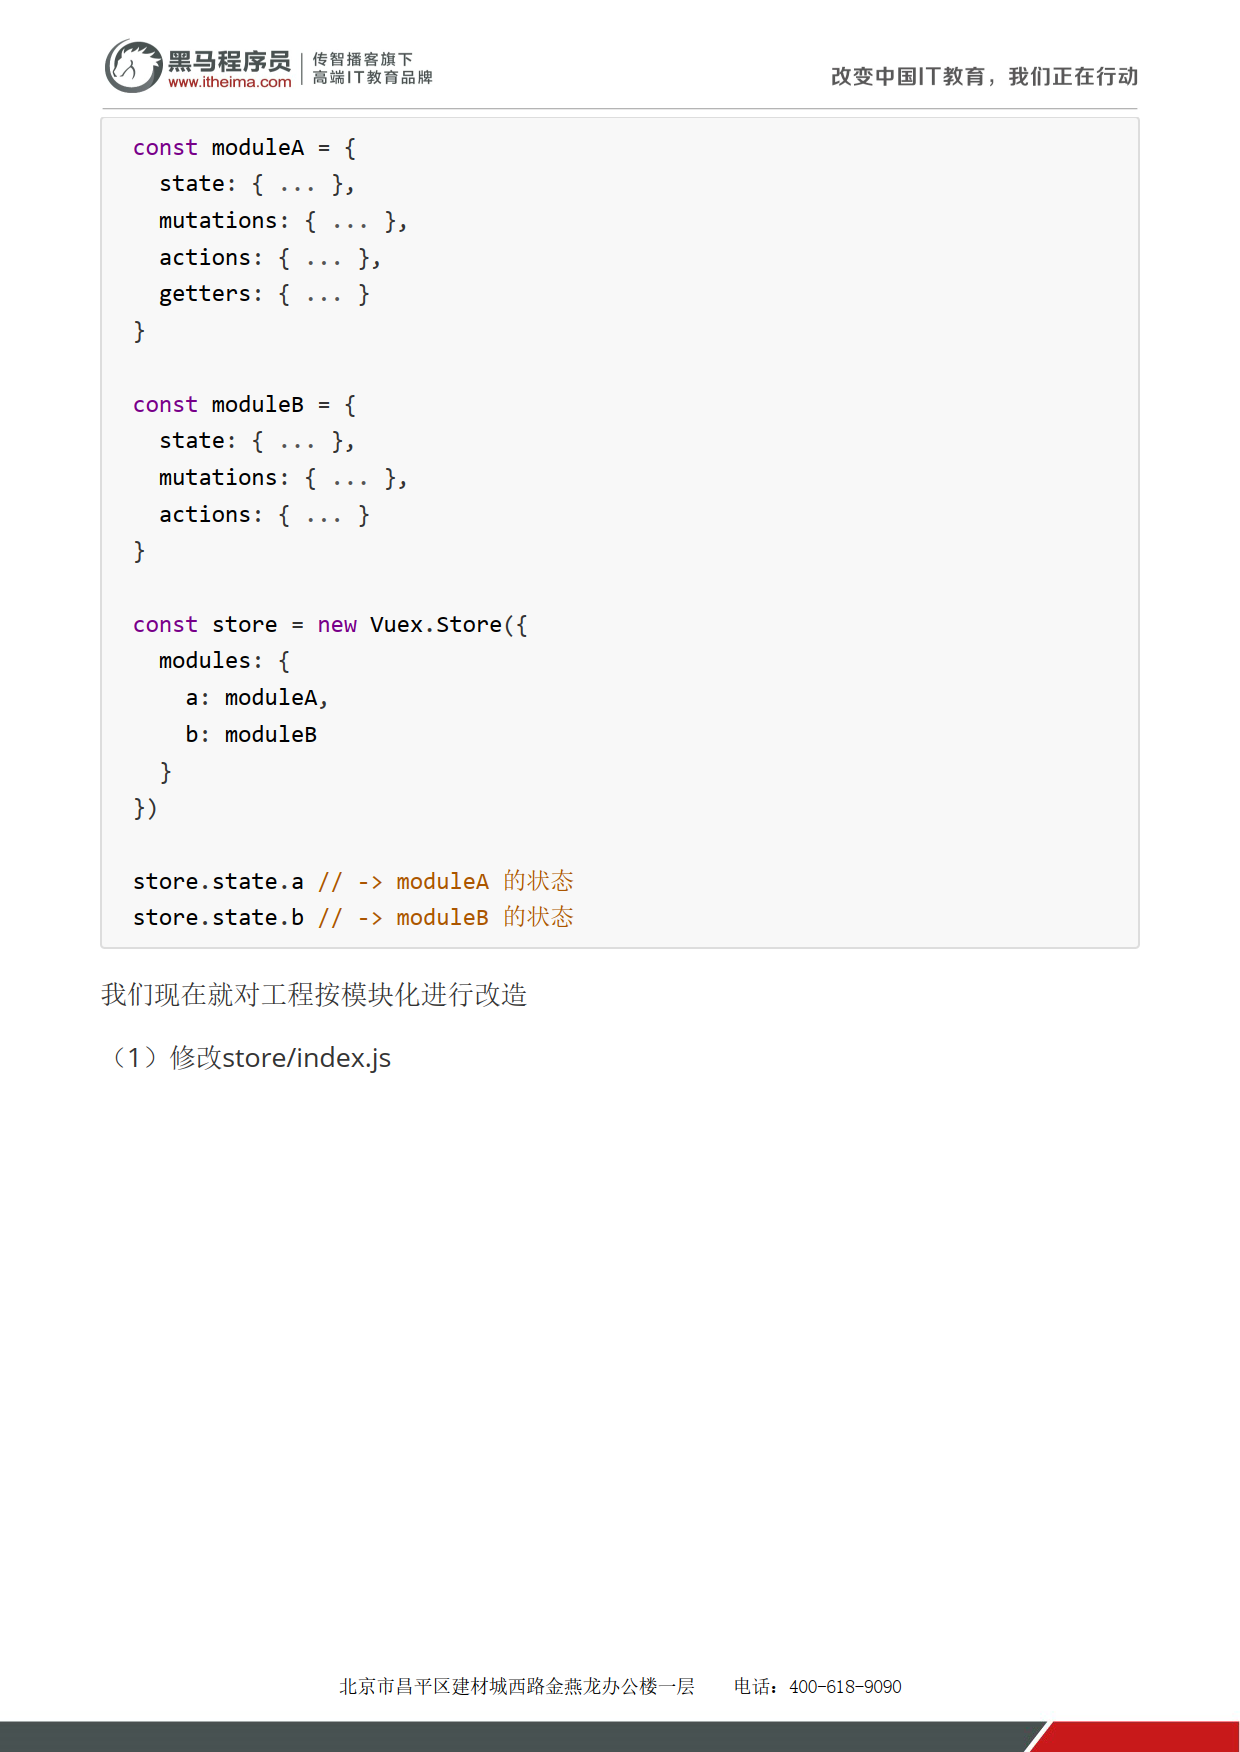 黑马程序员
www.itheima.com
传智播客旗下
高端IT教育品牌
改变中国IT教育，我们正在行动
const moduleA = {
  state: { ... },
  mutations: { ... },
  actions: { ... },
  getters: { ... }
}

const moduleB = {
  state: { ... },
  mutations: { ... },
  actions: { ... }
}

const store = new Vuex.Store({
  modules: {
    a: moduleA,
    b: moduleB
  }
})

store.state.a // -> moduleA 的状态
store.state.b // -> moduleB 的状态
我们现在就对工程按模块化进行改造
（1）修改store/index.js
北京市昌平区建材城西路金燕龙办公楼一层 电话：400-618-9090